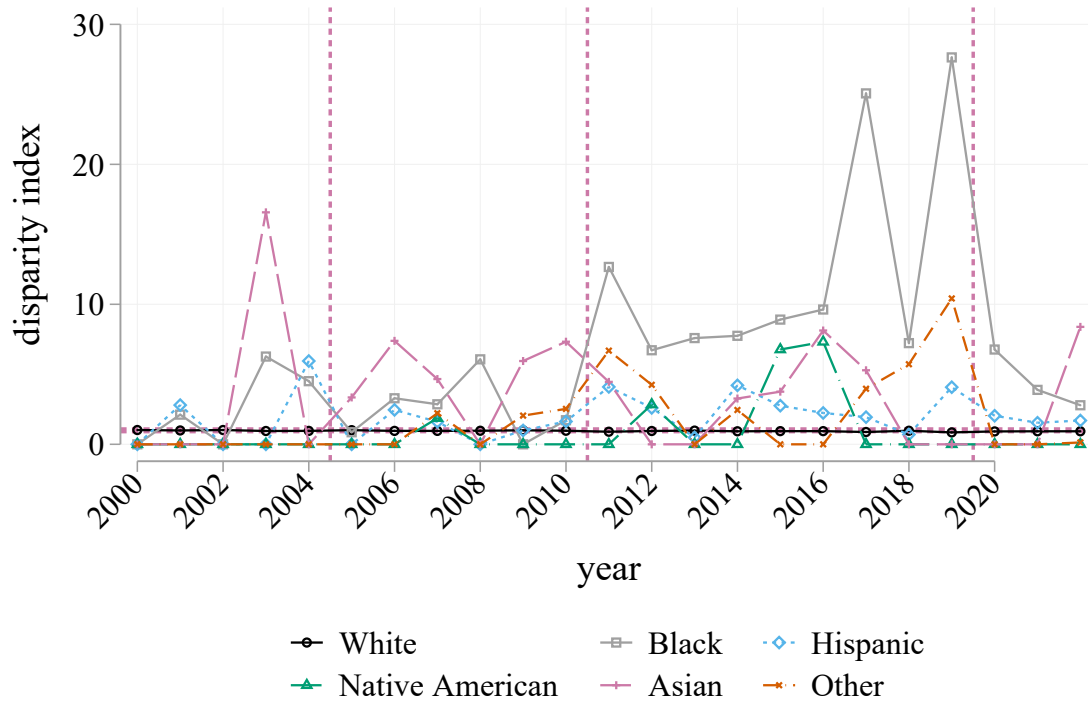 30
20
10
0
disparity index
2000 2002 2004 2006 2008 2010 2012 2014 2016 2018 2020
year
White Black Hispanic
Native American Asian Other